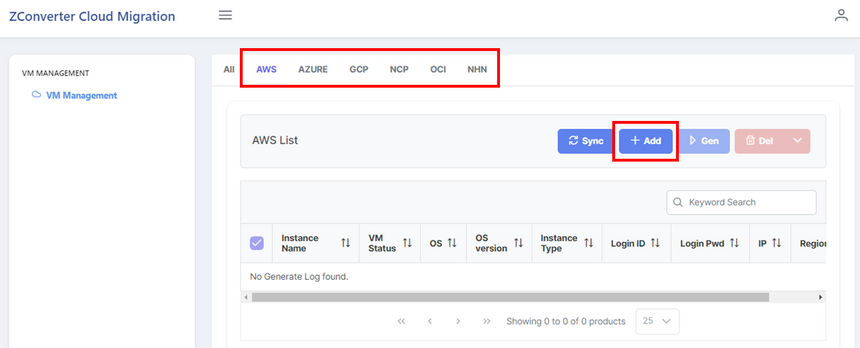 ZConverter Cloud Migration
VM MANAGEMENT
VM Management
All AWS AZURE GCP NCP OCI NHN
AWS List
Sync + Add Gen Del
Keyword Search
Instance Name VM Status OS OS version Instance Type Login ID Login Pwd IP Region
No Generate Log found.
Showing 0 to 0 of 0 products 25